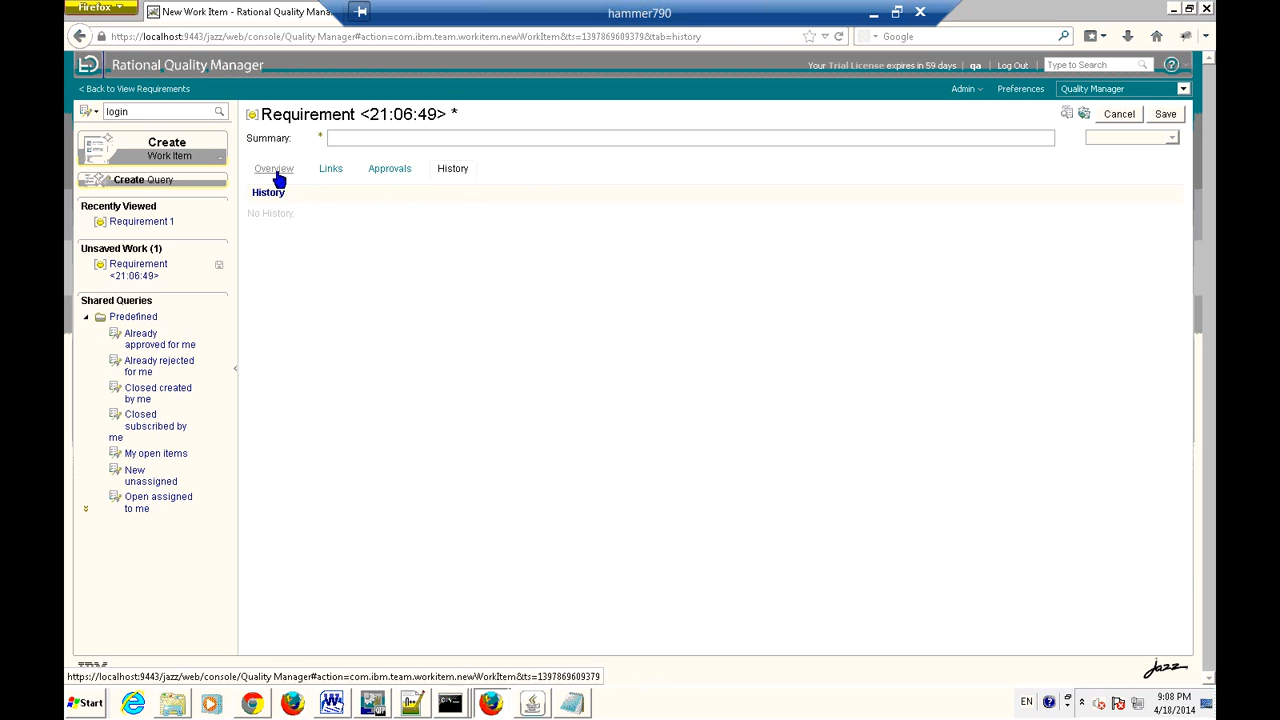 Firefox
New Work Item - Rational Quality Mana...
hammer790
https://localhost:9443/jazz/web/console/Quality Manager#action=com.ibm.team.workitem.newWorkItem&ts=1397869609379&tab=history
Google
Rational Quality Manager
Your Trial License expires in 59 days
qa
Log Out
Type to Search
< Back to View Requirements
Admin
Preferences
Quality Manager
login
Requirement <21:06:49> *
Cancel
Save
Create
Work Item
Summary: *
Overview
Links
Approvals
History
Create Query
History
No History.
Recently Viewed
Requirement 1
Unsaved Work (1)
Requirement
<21:06:49>
Shared Queries
Predefined
Already
approved for me
Already rejected
for me
Closed created
by me
Closed
subscribed by
me
My open items
New
unassigned
Open assigned
to me
jazz
https://localhost:9443/jazz/web/console/Quality Manager#action=com.ibm.team.workitem.newWorkItem&ts=1397869609379
Start
EN
9:08 PM
4/18/2014